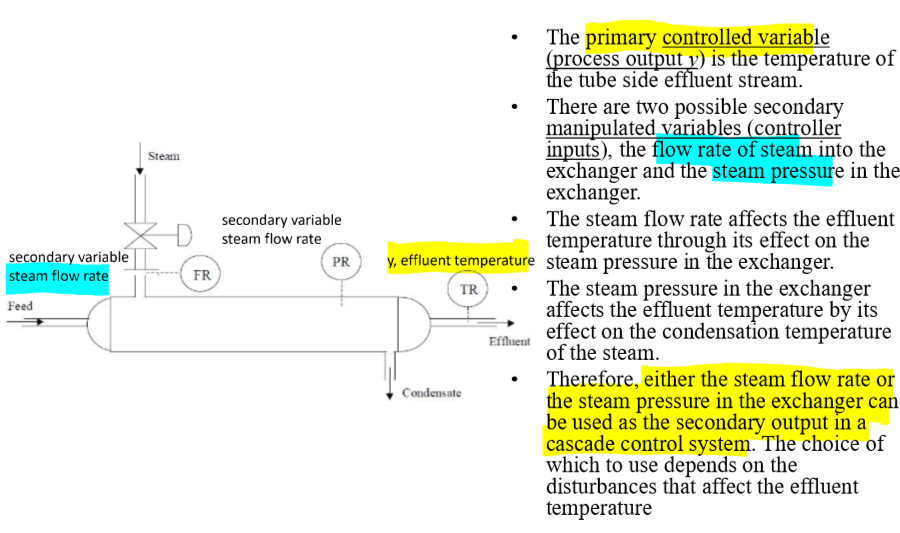 Steam
secondary variable
steam flow rate
secondary variable
steam flow rate
FR
PR
y, effluent temperature
TR
Feed
Effluent
Condensate
• The primary controlled variable
(process output y) is the temperature of
the tube side effluent stream.
• There are two possible secondary
manipulated variables (controller
inputs), the flow rate of steam into the
exchanger and the steam pressure in the
exchanger.
• The steam flow rate affects the effluent
temperature through its effect on the
steam pressure in the exchanger.
• The steam pressure in the exchanger
affects the effluent temperature by its
effect on the condensation temperature
of the steam.
• Therefore, either the steam flow rate or
the steam pressure in the exchanger can
be used as the secondary output in a
cascade control system. The choice of
which to use depends on the
disturbances that affect the effluent
temperature